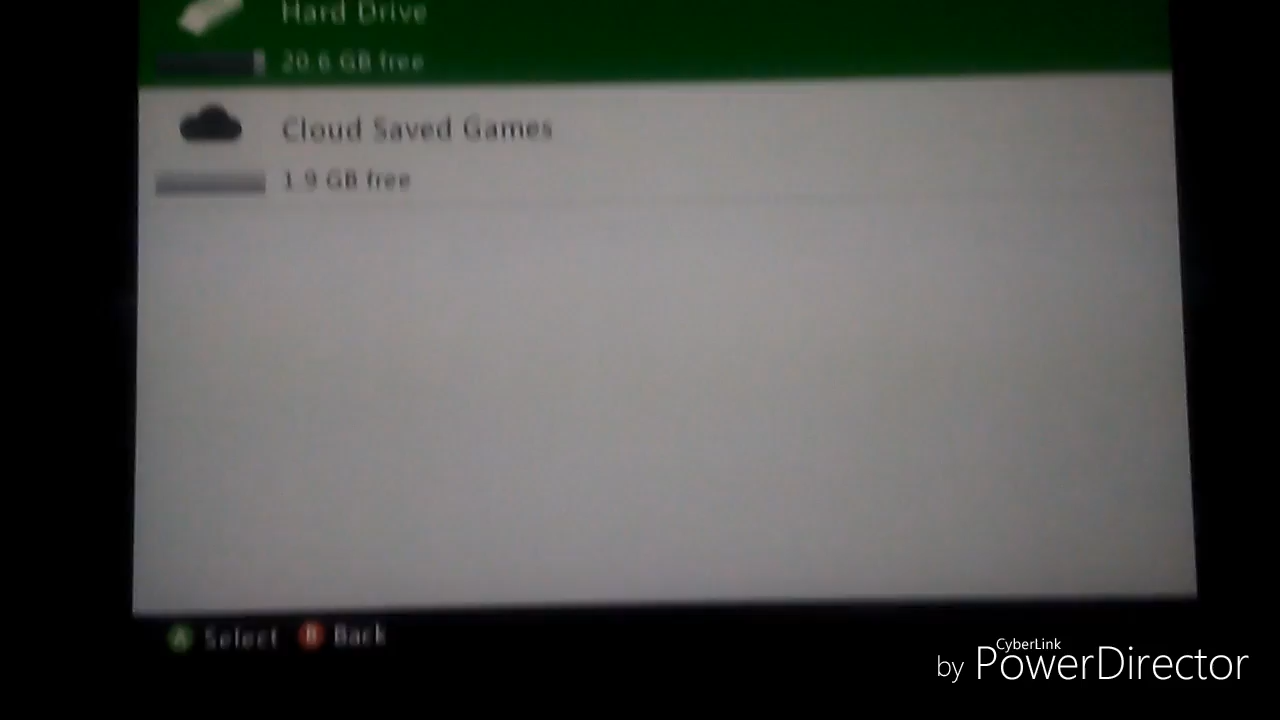 Hard Drive
20.6 GB free
Cloud Saved Games
1.9 GB free
A Select B Back
CyberLink
by PowerDirector